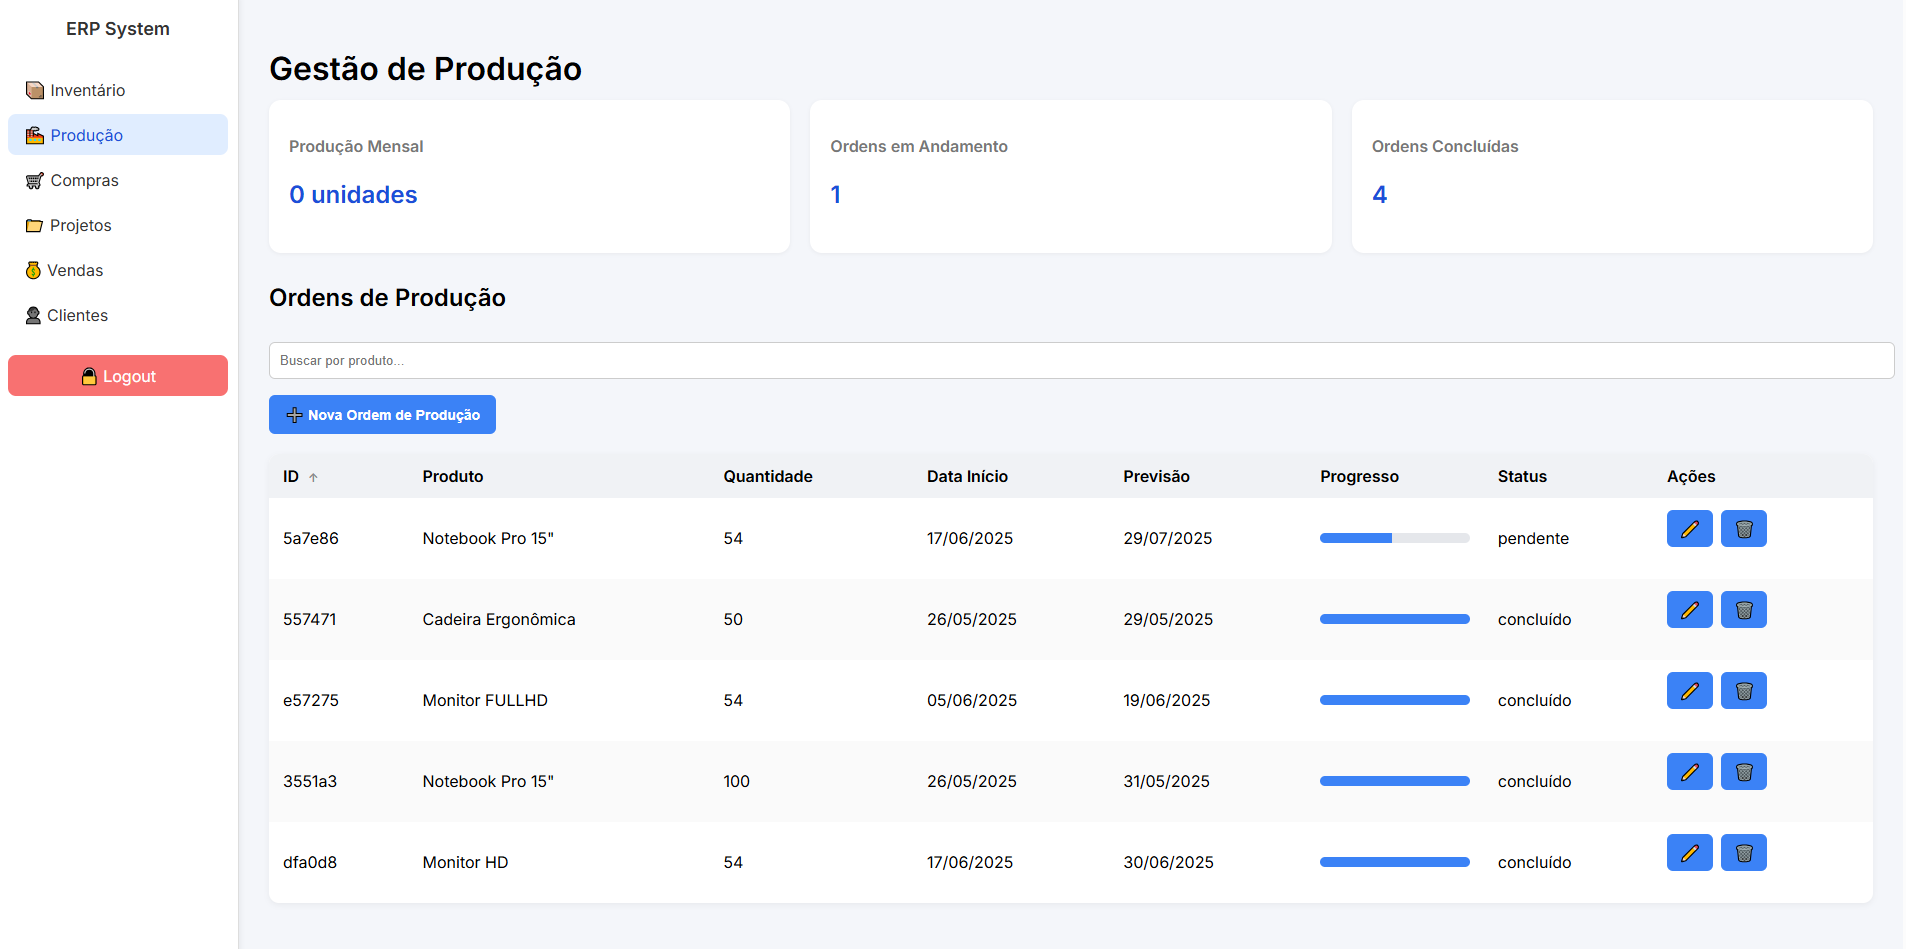 ERP System
Inventário
Produção
Compras
Projetos
Vendas
Clientes
Logout
Gestão de Produção
Produção Mensal
0 unidades
Ordens em Andamento
1
Ordens Concluídas
4
Ordens de Produção
Buscar por produto...
Nova Ordem de Produção
ID ↑ Produto Quantidade Data Início Previsão Progresso Status Ações
5a7e86 Notebook Pro 15" 54 17/06/2025 29/07/2025 pendente
557471 Cadeira Ergonômica 50 26/05/2025 29/05/2025 concluído
e57275 Monitor FULLHD 54 05/06/2025 19/06/2025 concluído
3551a3 Notebook Pro 15" 100 26/05/2025 31/05/2025 concluído
dfa0d8 Monitor HD 54 17/06/2025 30/06/2025 concluído